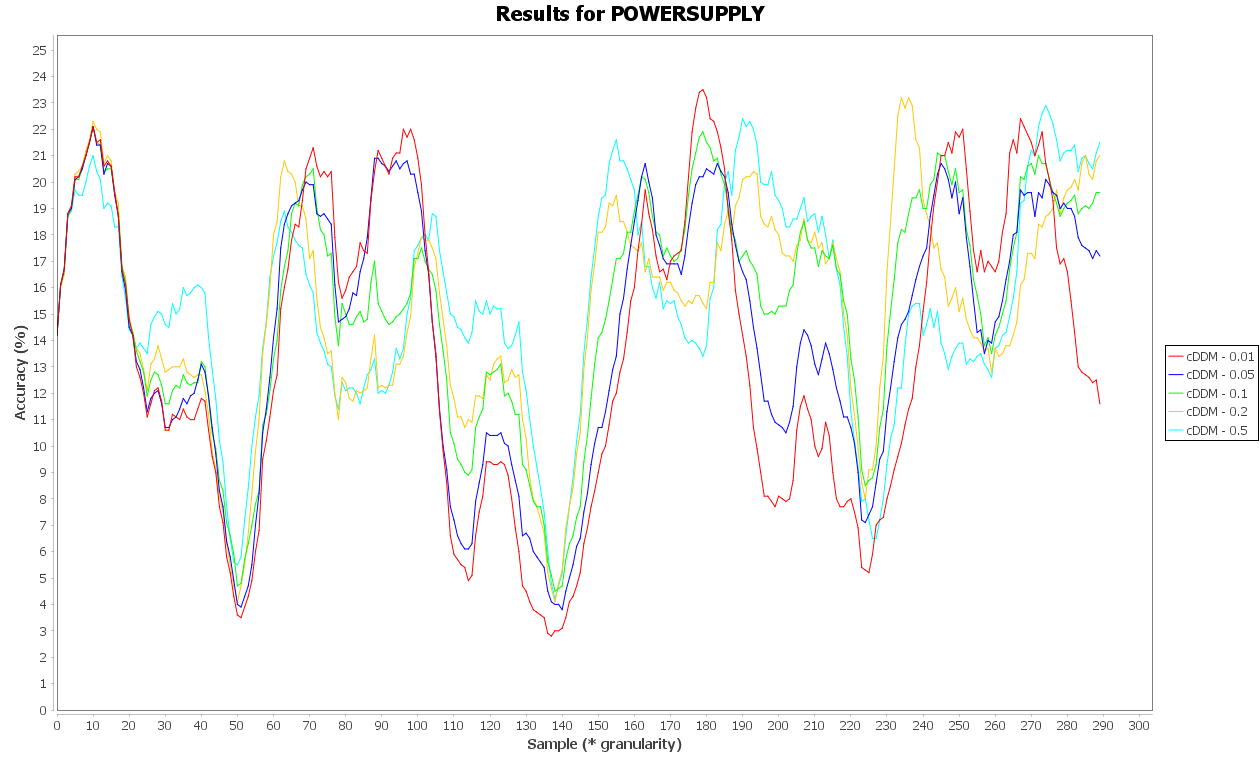 Results for POWERSUPPLY
Accuracy (%)
25
24
23
22
21
20
19
18
17
16
15
14
13
12
11
10
9
8
7
6
5
4
3
2
1
0
0 10 20 30 40 50 60 70 80 90 100 110 120 130 140 150 160 170 180 190 200 210 220 230 240 250 260 270 280 290 300
Sample (* granularity)
cDDM - 0.01
cDDM - 0.05
cDDM - 0.1
cDDM - 0.2
cDDM - 0.5